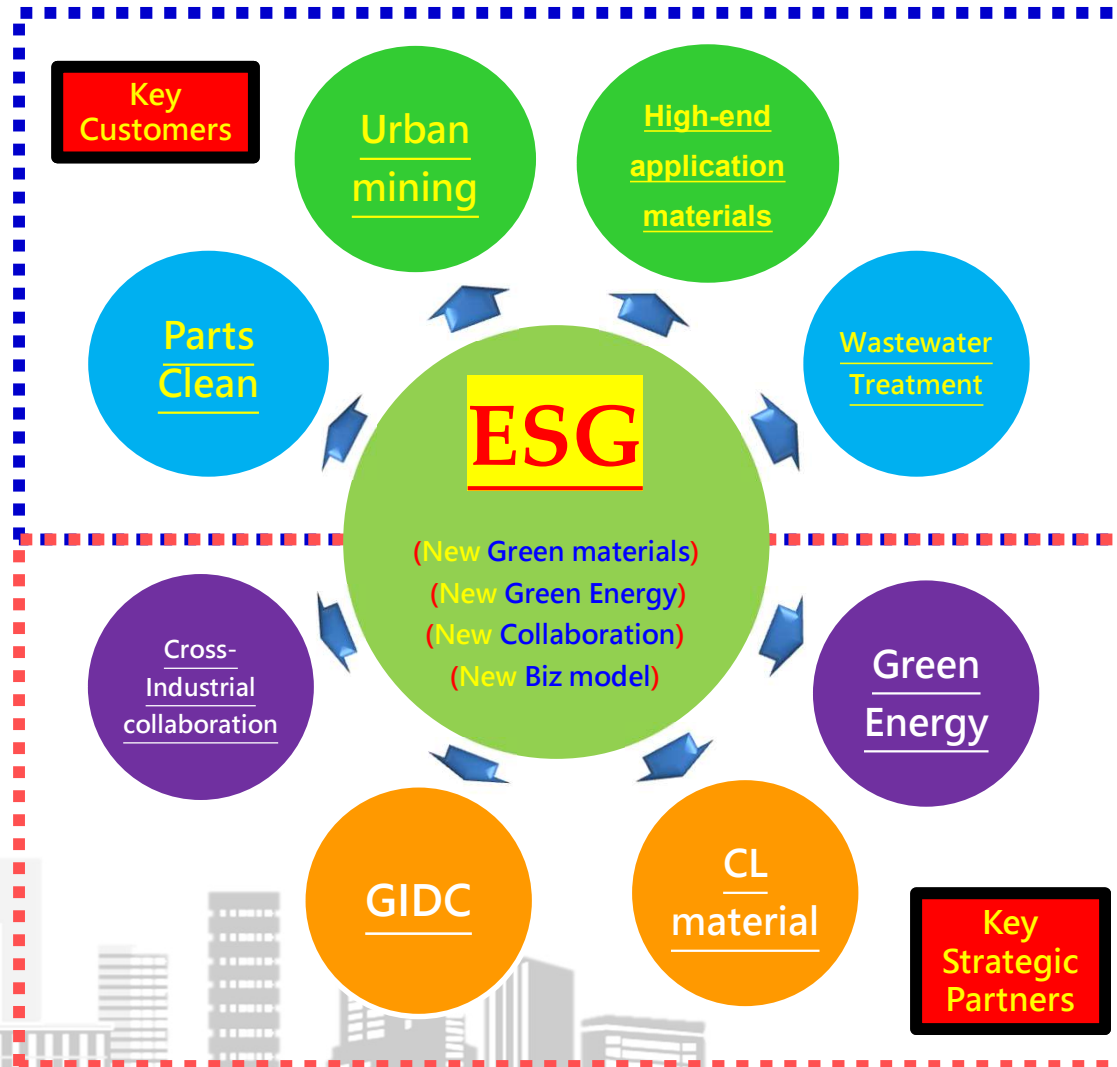 Key
Customers
Urban
mining
High-end
application
materials
Parts
Clean
Wastewater
Treatment
ESG
(New Green materials)
(New Green Energy)
(New Collaboration)
(New Biz model)
Cross-
Industrial
collaboration
Green
Energy
GIDC
CL
material
Key
Strategic
Partners